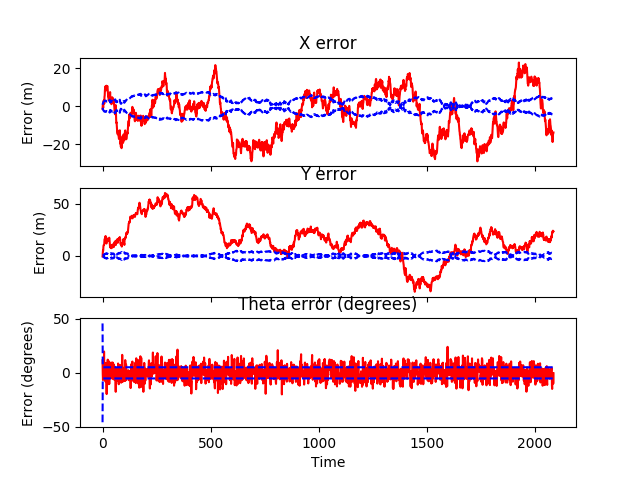 X error
Error (m)
20
0
−20
Y error
Error (m)
50
0
Theta error (degrees)
Error (degrees)
50
0
−50
0 500 1000 1500 2000
Time